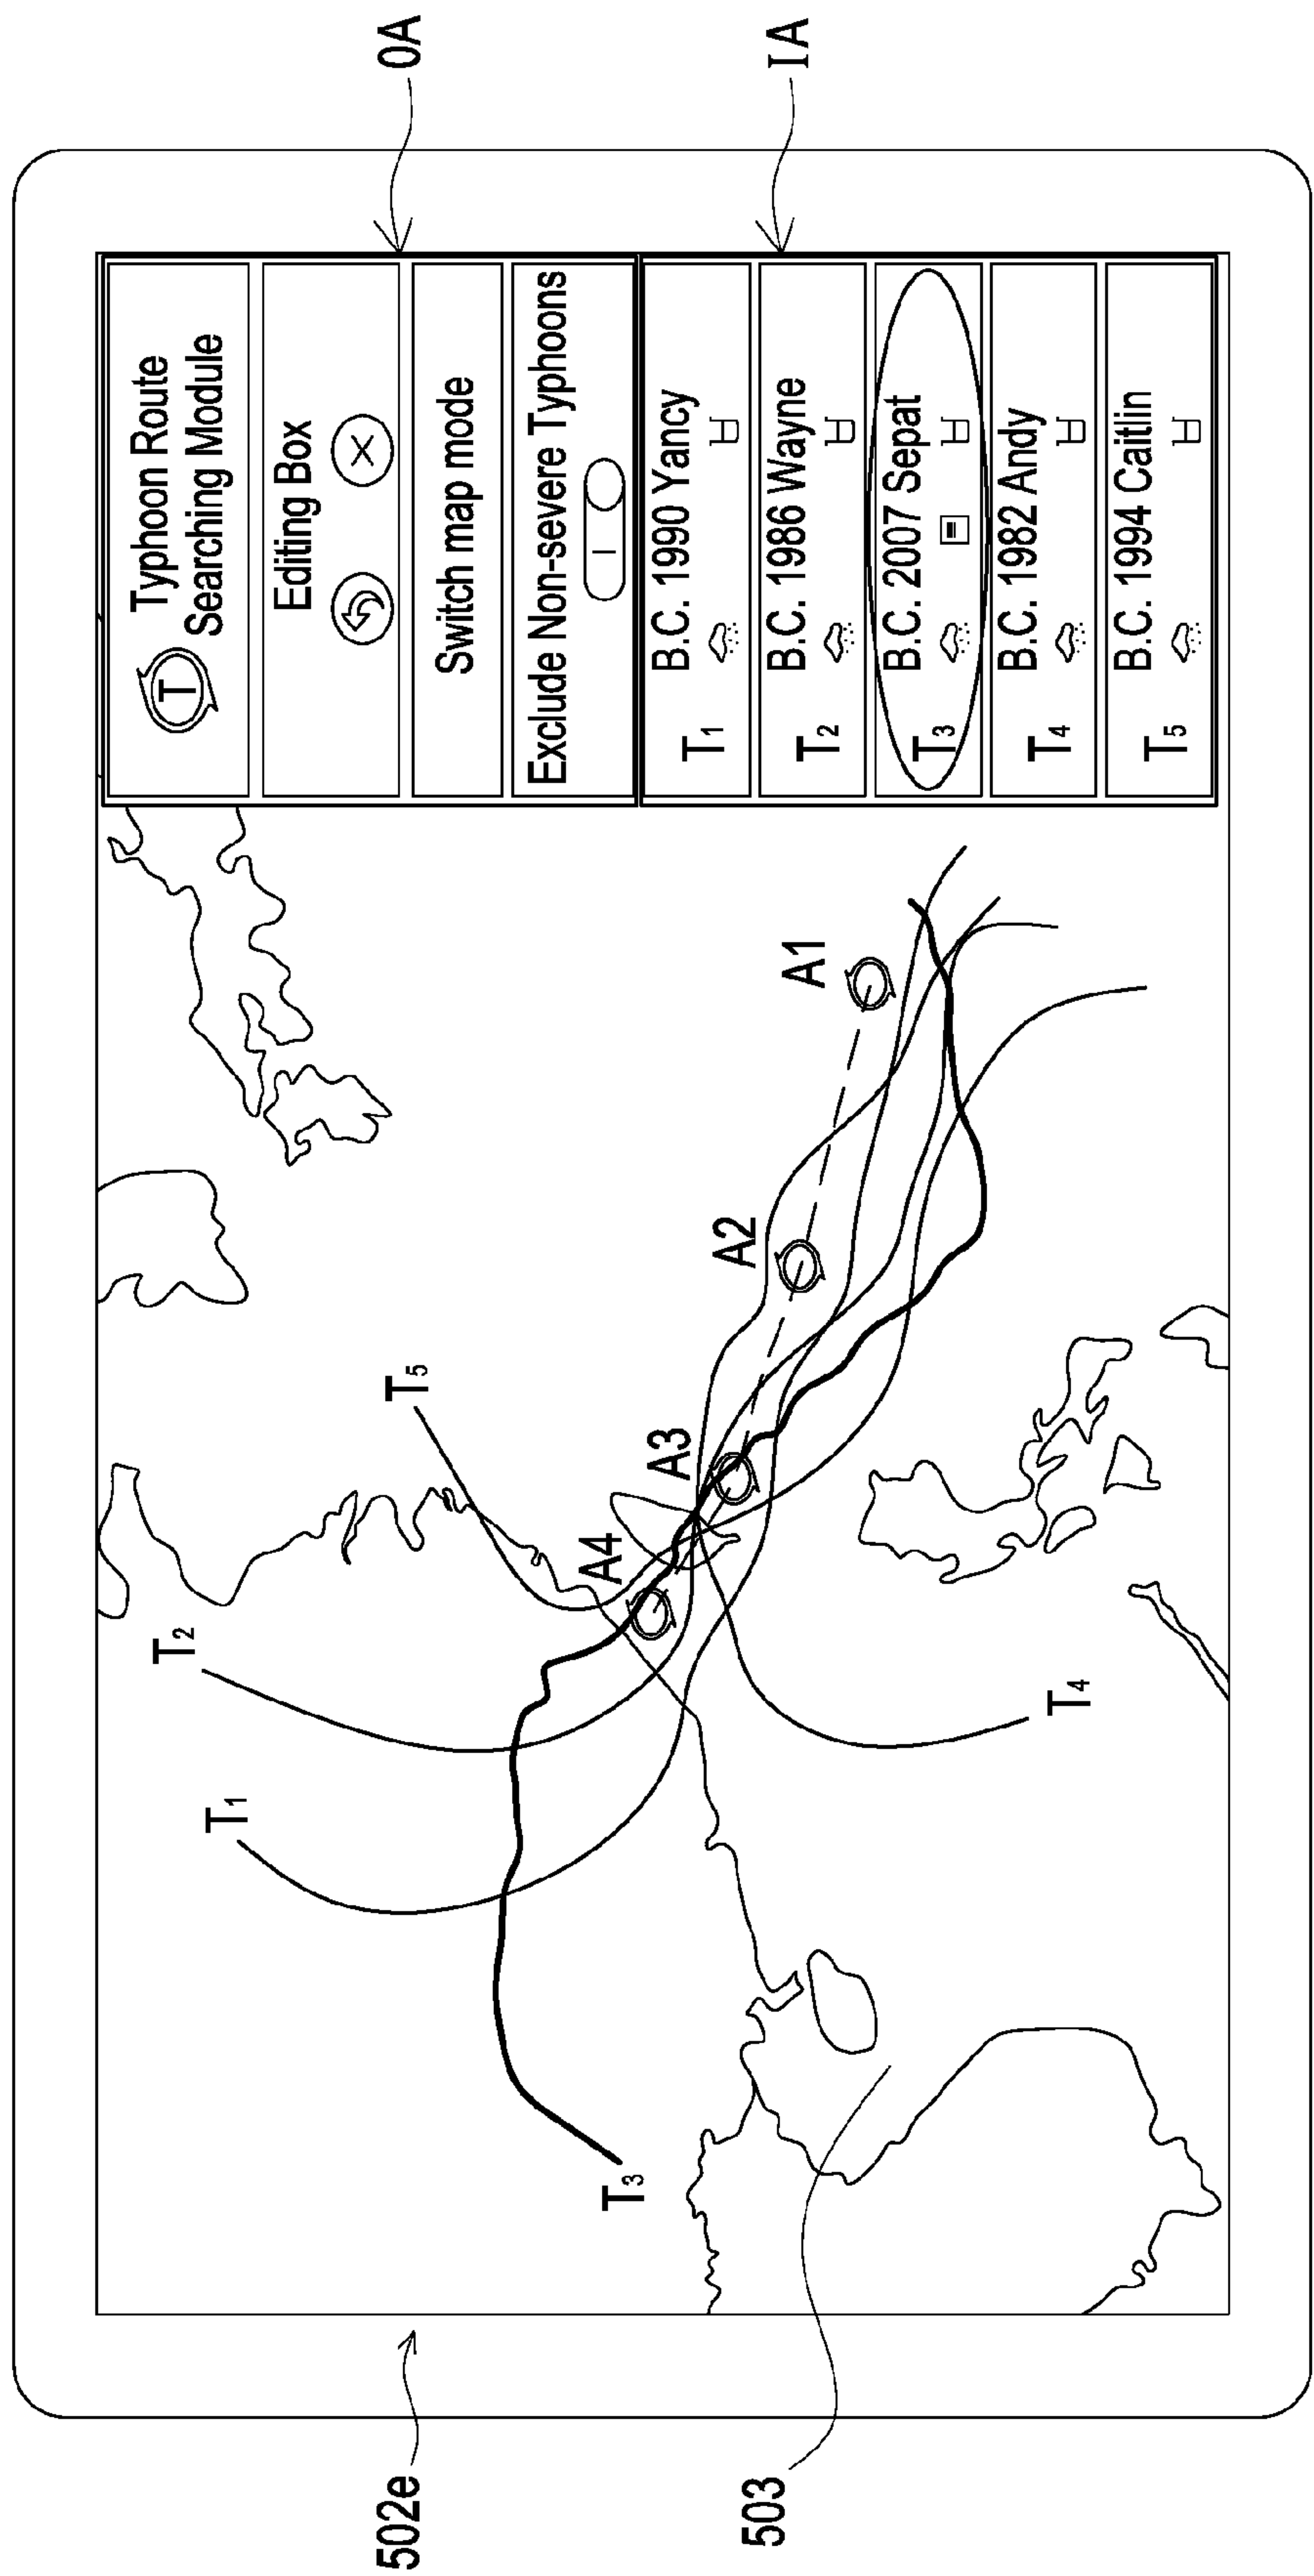 502e
503
T1
T2
T3
T4
T5
A4
A3
A2
A1
T
Typhoon Route
Searching Module
Editing Box
Switch map mode
Exclude Non-severe Typhoons
T1 B.C. 1990 Yancy
T2 B.C. 1986 Wayne
T3 B.C. 2007 Sepat
T4 B.C. 1982 Andy
T5 B.C. 1994 Caitlin
OA
IA